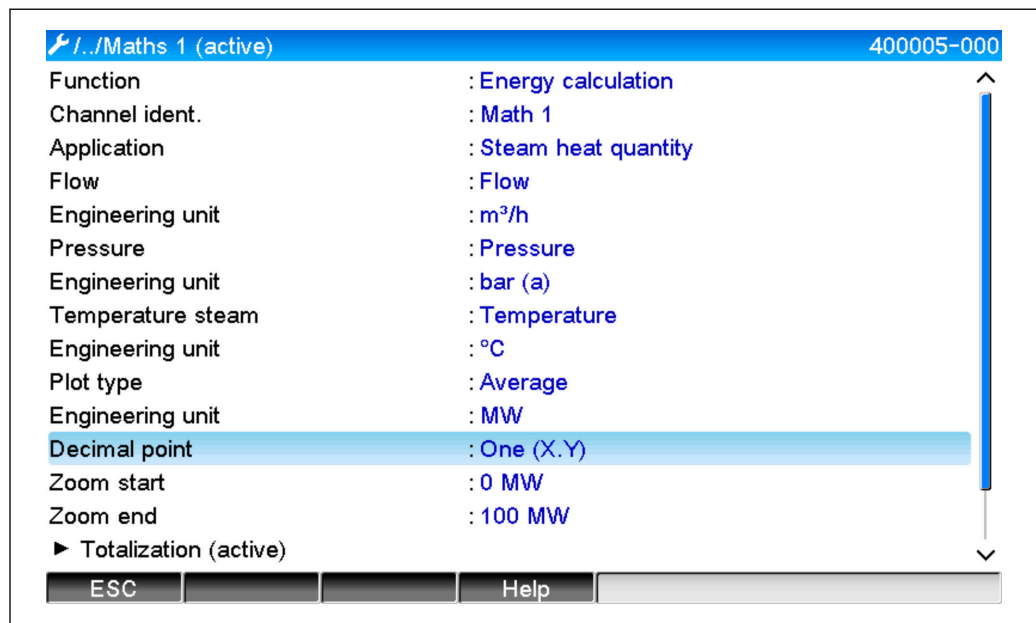 /../Maths 1 (active) 400005-000
Function : Energy calculation
Channel ident. : Math 1
Application : Steam heat quantity
Flow : Flow
Engineering unit : m³/h
Pressure : Pressure
Engineering unit : bar (a)
Temperature steam : Temperature
Engineering unit : °C
Plot type : Average
Engineering unit : MW
Decimal point : One (X.Y)
Zoom start : 0 MW
Zoom end : 100 MW
► Totalization (active)
ESC Help